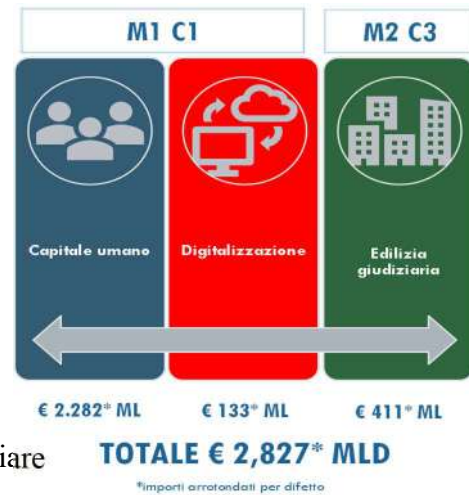 M1 C1
M2 C3
Capitale umano
Digitalizzazione
Edilizia
giudiziaria
€ 2.282* ML
€ 133* ML
€ 411* ML
iare
TOTALE € 2,827* MLD
*importi arrotondati per difetto